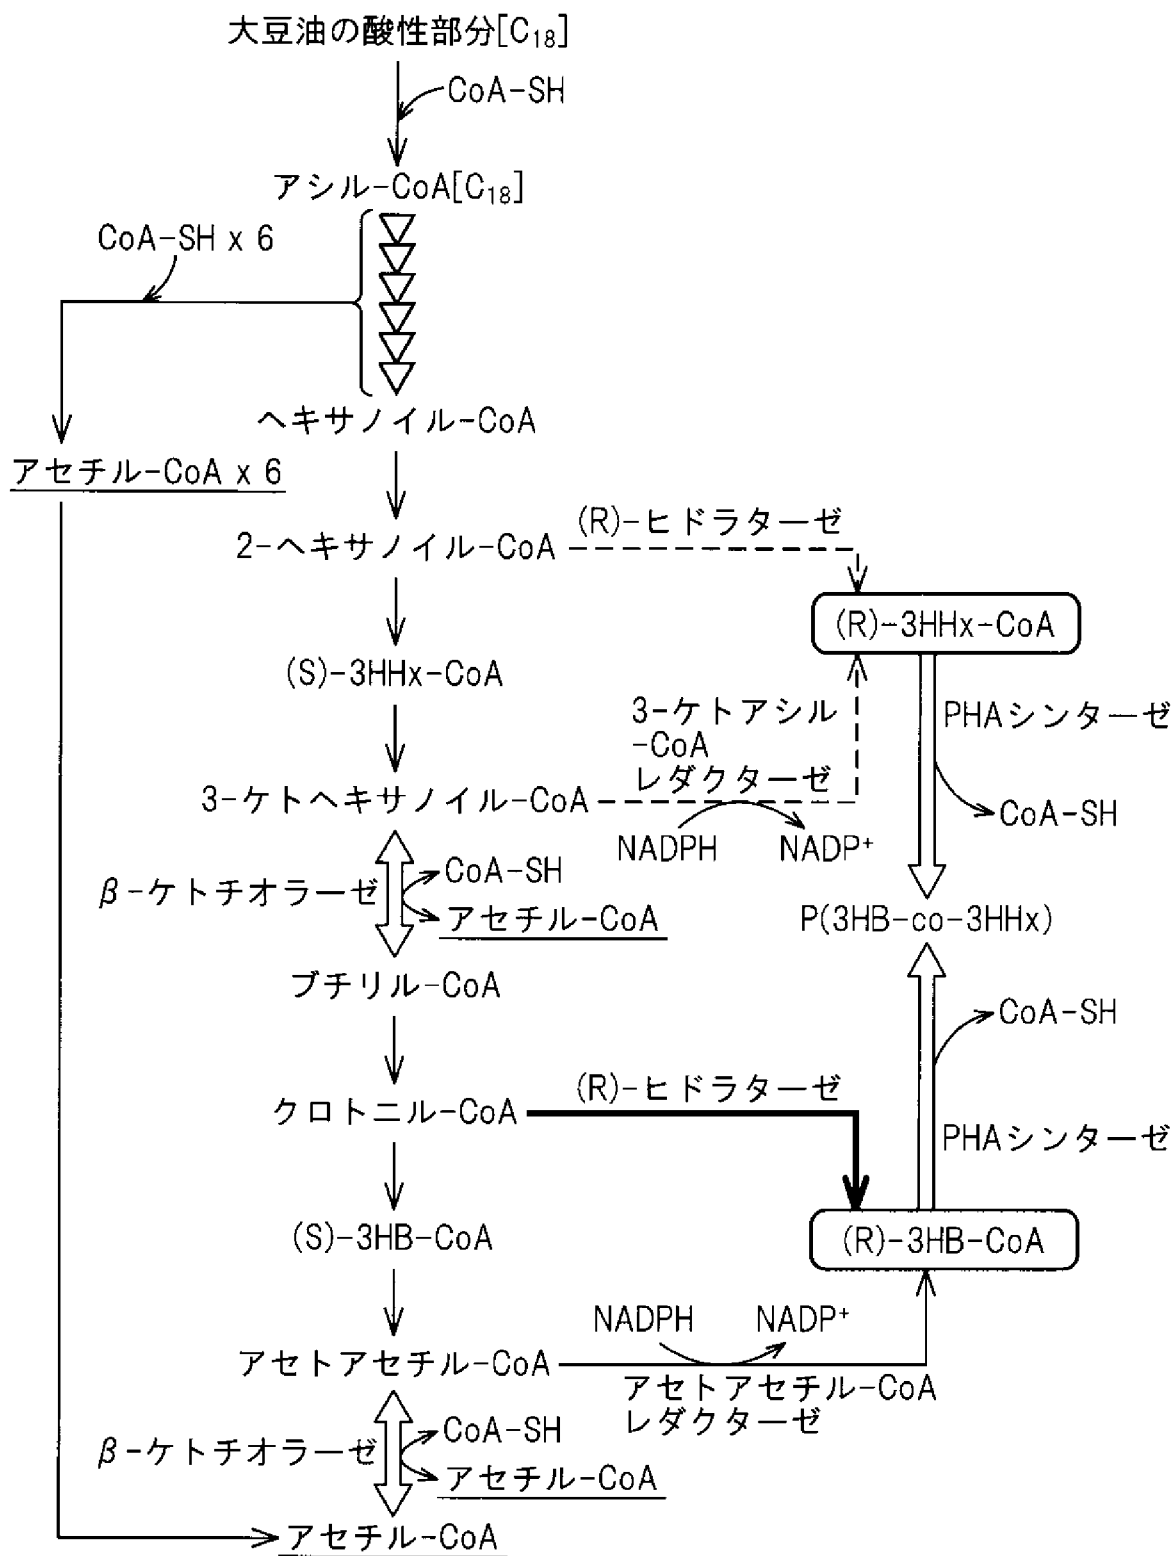 大豆油の酸性部分[C₁₈]
CoA-SH
アシル-CoA[C₁₈]
CoA-SH x 6
ヘキサノイル-CoA
アセチル-CoA x 6
2-ヘキサノイル-CoA
(R)-ヒドラターゼ
(R)-3HHx-CoA
(S)-3HHx-CoA
3-ケトアシル
-CoA
レダクターゼ
PHAシンターゼ
3-ケトヘキサノイル-CoA
CoA-SH
NADPH
NADP⁺
β-ケトチオラーゼ
CoA-SH
アセチル-CoA
P(3HB-co-3HHx)
ブチリル-CoA
CoA-SH
クロトニル-CoA
(R)-ヒドラターゼ
PHAシンターゼ
(S)-3HB-CoA
(R)-3HB-CoA
NADPH
NADP⁺
アセトアセチル-CoA
アセトアセチル-CoA
レダクターゼ
β-ケトチオラーゼ
CoA-SH
アセチル-CoA
アセチル-CoA